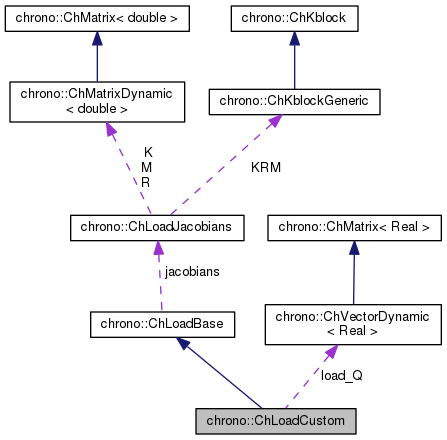 chrono::ChMatrix< double >
chrono::ChKblock
chrono::ChMatrixDynamic
< double >
chrono::ChKblockGeneric
K
M
R
KRM
chrono::ChLoadJacobians
chrono::ChMatrix< Real >
jacobians
chrono::ChLoadBase
chrono::ChVectorDynamic
< Real >
load_Q
chrono::ChLoadCustom